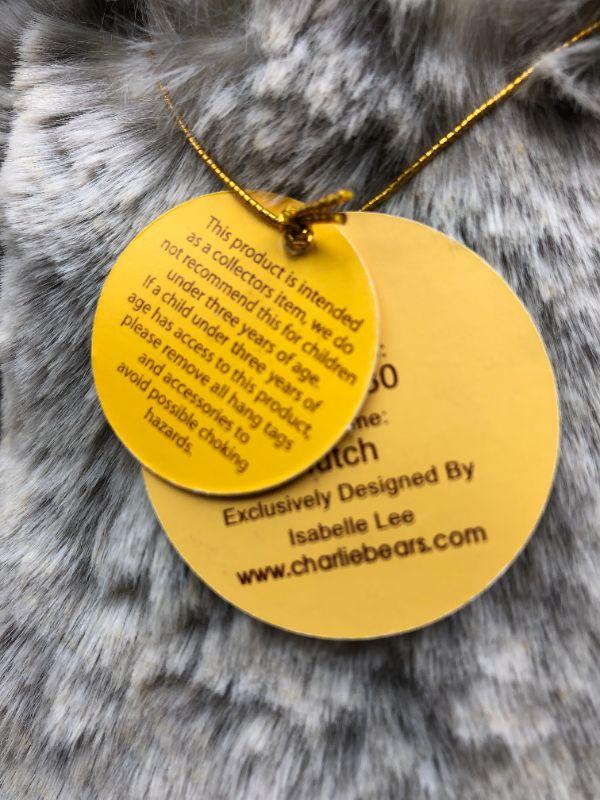 This product is intended
as a collectors item, we do
not recommend this for children
under three years of age.
If a child under three years of
age has access to this product,
please remove all hang tags
and accessories to
avoid possible choking
hazards.
Exclusively Designed By
Isabelle Lee
www.charliebears.com